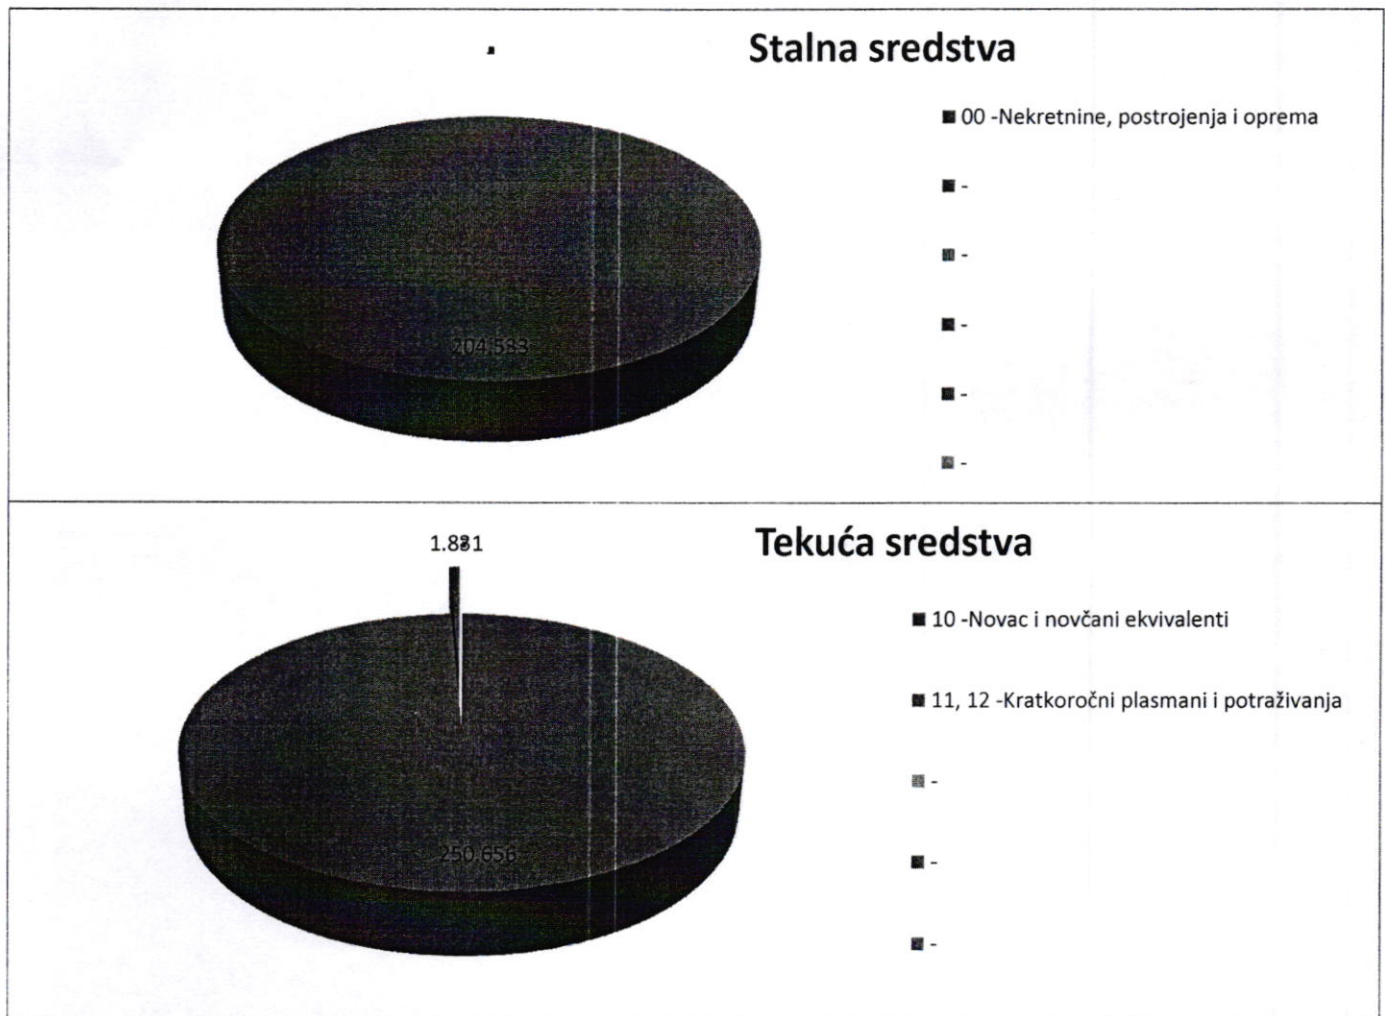 Stalna sredstva
00 -Nekretnine, postrojenja i oprema
-
-
-
-
-
204.583
Tekuća sredstva
10 -Novac i novčani ekvivalenti
11, 12 -Kratkoročni plasmani i potraživanja
-
-
-
250.656